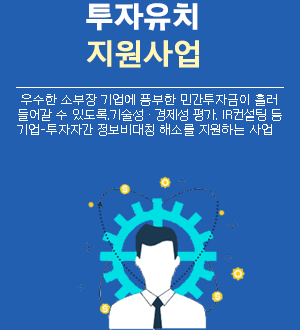 투자유치
지원사업
우수한 소부장 기업에 풍부한 민간투자금이 흘러
들어갈 수 있도록,기술성·경제성 평가, IR컨설팅 등
기업-투자자간 정보비대칭 해소를 지원하는 사업